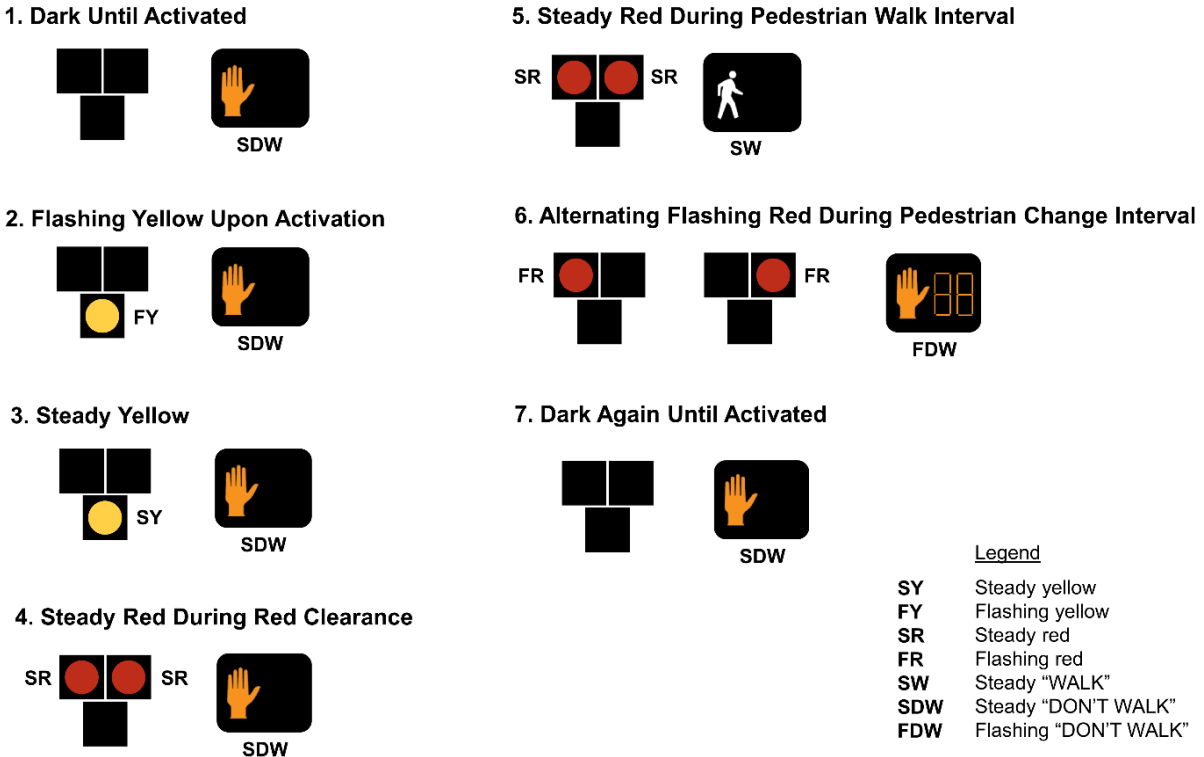 1. Dark Until Activated
SDW
2. Flashing Yellow Upon Activation
FY
SDW
3. Steady Yellow
SY
SDW
4. Steady Red During Red Clearance
SR SR
SDW
5. Steady Red During Pedestrian Walk Interval
SR SR
SW
6. Alternating Flashing Red During Pedestrian Change Interval
FR FR
88
FDW
7. Dark Again Until Activated
SDW
Legend
SY Steady yellow
FY Flashing yellow
SR Steady red
FR Flashing red
SW Steady “WALK”
SDW Steady “DON’T WALK”
FDW Flashing “DON’T WALK”